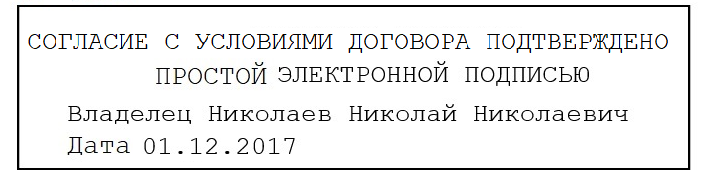 СОГЛАСИЕ С УСЛОВИЯМИ ДОГОВОРА ПОДТВЕРЖДЕНО
ПРОСТОЙ ЭЛЕКТРОННОЙ ПОДПИСЬЮ
Владелец Николаев Николай Николаевич
Дата 01.12.2017